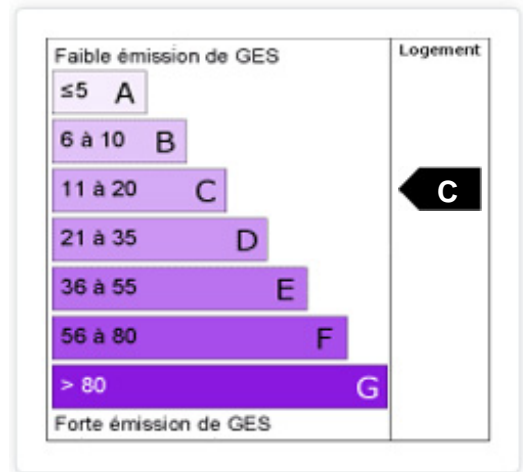 Faible émission de GES
Logement
≤5 A
6 à 10 B
11 à 20 C
C
21 à 35 D
36 à 55 E
56 à 80 F
> 80 G
Forte émission de GES